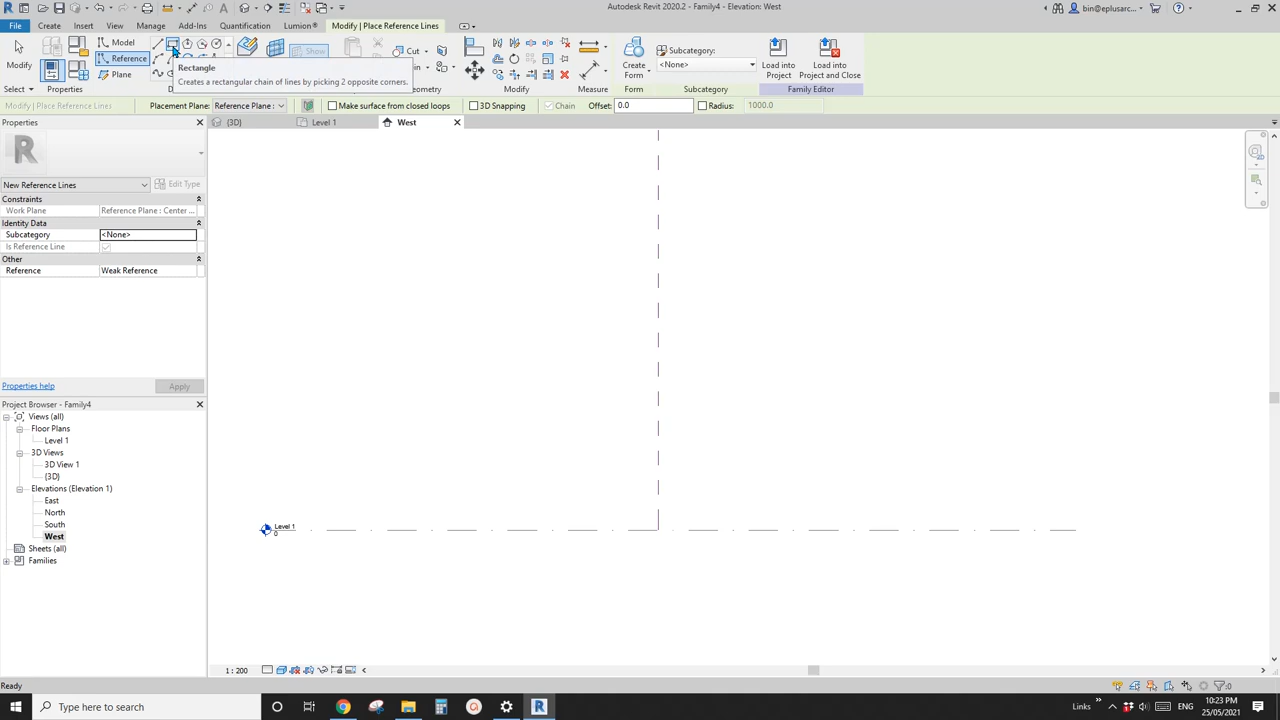 Autodesk Revit 2020.2 - Family4 - Elevation: West
bin@eplusarc...
File Create Insert View Manage Add-Ins Quantification Lumion® Modify | Place Reference Lines
Modify
Model
Reference
Plane
Show
Cut
Create Form
Subcategory:
<None>
Load into Project
Load into Project and Close
Select Properties
Modify Measure Form Subcategory Family Editor
Rectangle
Creates a rectangular chain of lines by picking 2 opposite corners.
Modify | Place Reference Lines Placement Plane: Reference Plane : Make surface from closed loops 3D Snapping Chain Offset: 0.0 Radius: 1000.0
Properties
{3D} Level 1 West
R
New Reference Lines Edit Type
Constraints
Work Plane Reference Plane : Center ...
Identity Data
Subcategory <None>
Is Reference Line
Other
Reference Weak Reference
Properties help Apply
Project Browser - Family4
Views (all)
Floor Plans
Level 1
3D Views
3D View 1
{3D}
Elevations (Elevation 1)
East
North
South
West
Sheets (all)
Families
Level 1
0
1 : 200
Ready
:0
Type here to search
R
Links
ENG
10:23 PM
25/05/2021